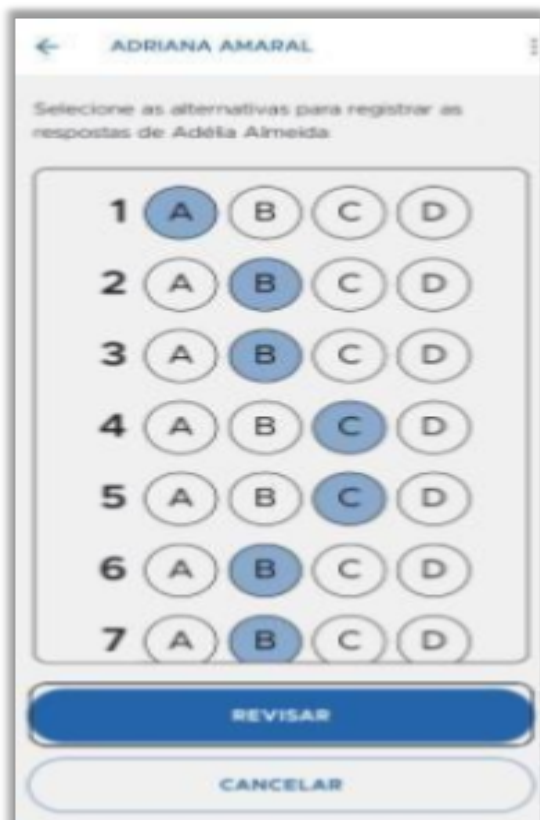 ADRIANA AMARAL
Selecione as alternativas para registrar as
respostas de Adélia Almeida
1 A B C D
2 A B C D
3 A B C D
4 A B C D
5 A B C D
6 A B C D
7 A B C D
REVISAR
CANCELAR